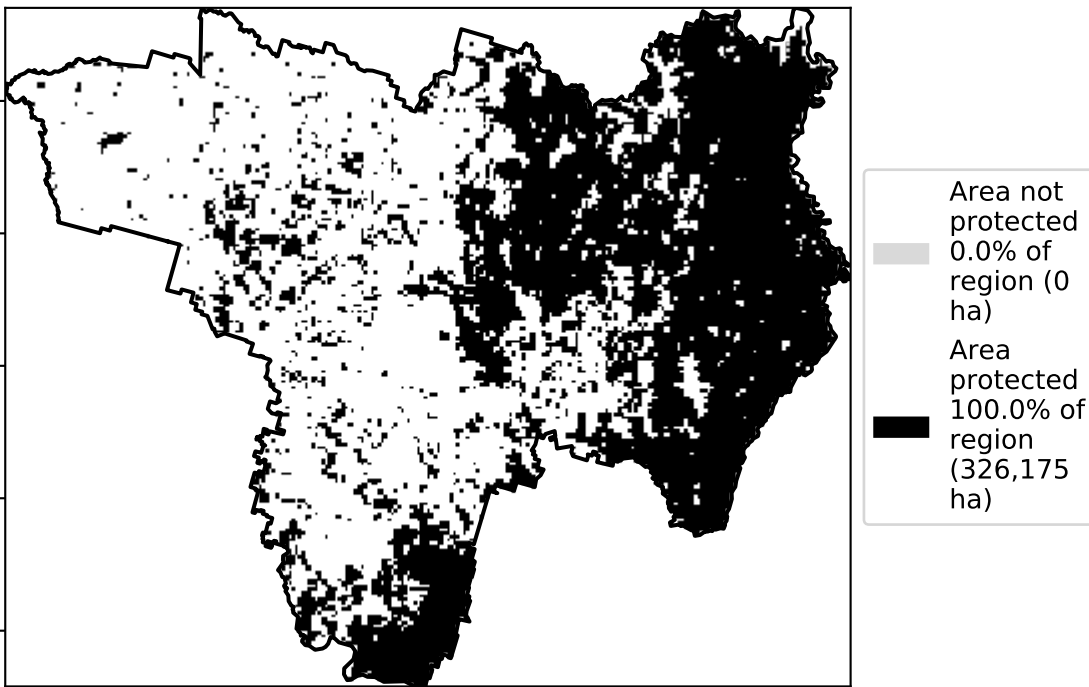 Area not
protected
0.0% of
region (0
ha)
Area
protected
100.0% of
region
(326,175
ha)